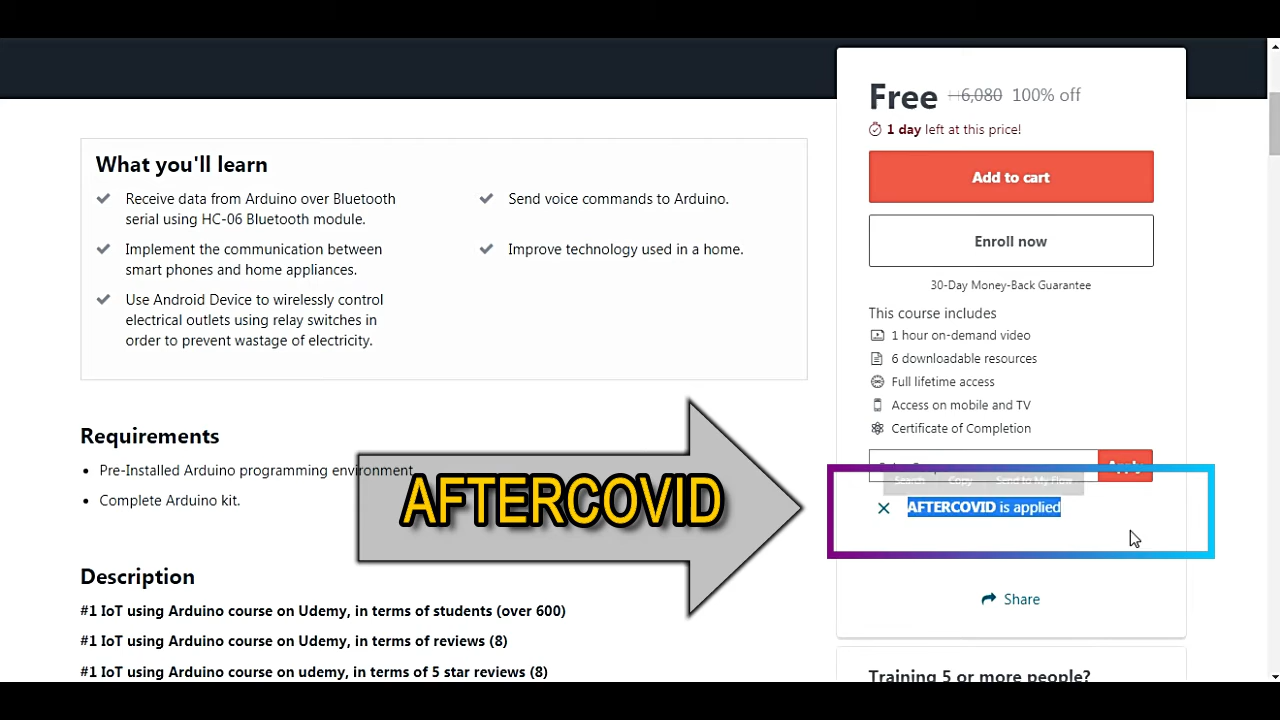 Free 6,080 100% off
1 day left at this price!
Add to cart
Enroll now
30-Day Money-Back Guarantee
This course includes
1 hour on-demand video
6 downloadable resources
Full lifetime access
Access on mobile and TV
Certificate of Completion
Apply
Search Copy Send to My Flow
AFTERCOVID is applied
Share
Training 5 or more people?
What you'll learn
Receive data from Arduino over Bluetooth
serial using HC-06 Bluetooth module.
Implement the communication between
smart phones and home appliances.
Use Android Device to wirelessly control
electrical outlets using relay switches in
order to prevent wastage of electricity.
Send voice commands to Arduino.
Improve technology used in a home.
Requirements
Pre-Installed Arduino programming environment
Complete Arduino kit.
AFTERCOVID
Description
#1 IoT using Arduino course on Udemy, in terms of students (over 600)
#1 IoT using Arduino course on Udemy, in terms of reviews (8)
#1 IoT using Arduino course on udemy, in terms of 5 star reviews (8)